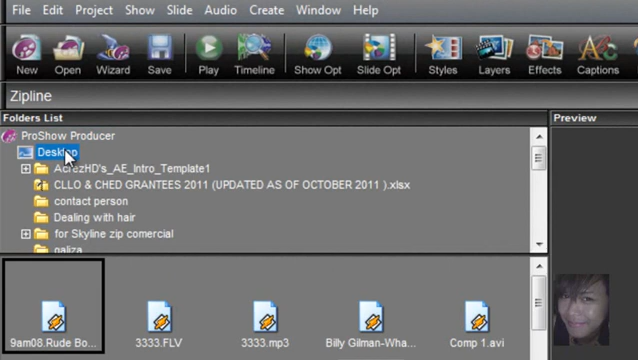 File Edit Project Show Slide Audio Create Window Help
New Open Wizard Save Play Timeline Show Opt Slide Opt Styles Layers Effects Captions
Zipline
Folders List Preview
ProShow Producer
Desktop
AcrezHD's_AE_Intro_Template1
CLLO & CHED GRANTEES 2011 (UPDATED AS OF OCTOBER 2011 ).xlsx
contact person
Dealing with hair
for Skyline zip comercial
galiza
9am08.Rude Bo... 3333.FLV 3333.mp3 Billy Gilman-Wha... Comp 1.avi